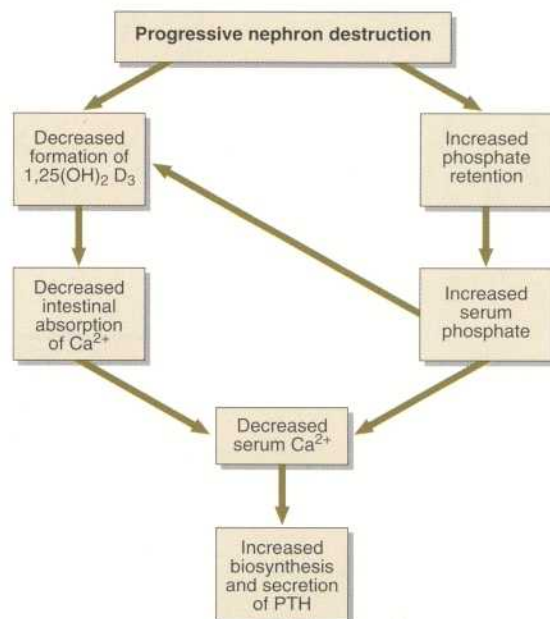 Progressive nephron destruction
Decreased
formation of
1,25(OH)₂ D₃
Increased
phosphate
retention
Decreased
intestinal
absorption
of Ca²⁺
Increased
serum
phosphate
Decreased
serum Ca²⁺
Increased
biosynthesis
and secretion
of PTH